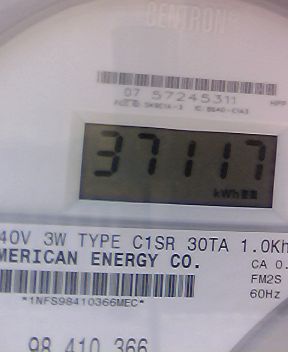 CENTRON®
07 57245311
37117
kWh
40V 3W TYPE C1SR 30TA 1.0Kh
MERICAN ENERGY CO.
CA 0.
FM2S
60Hz
*1NFS98410366MEC*
98 410 366